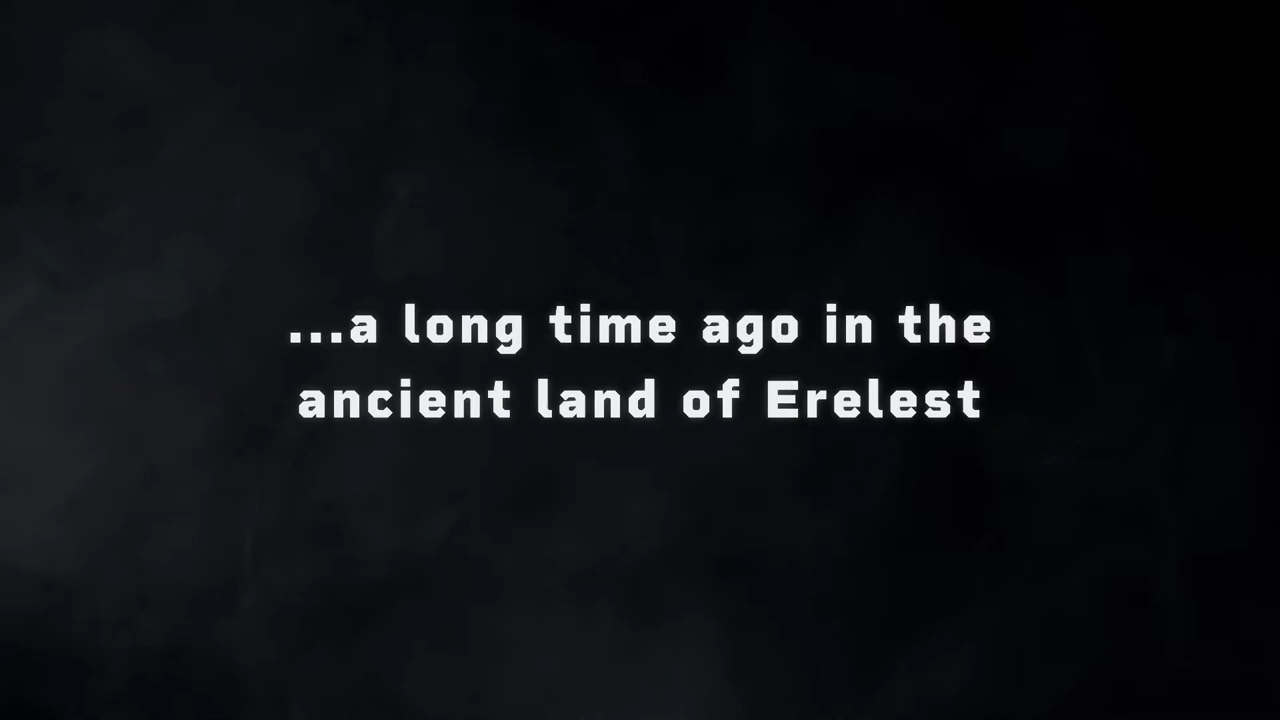 ...a long time ago in the
ancient land of Erelest